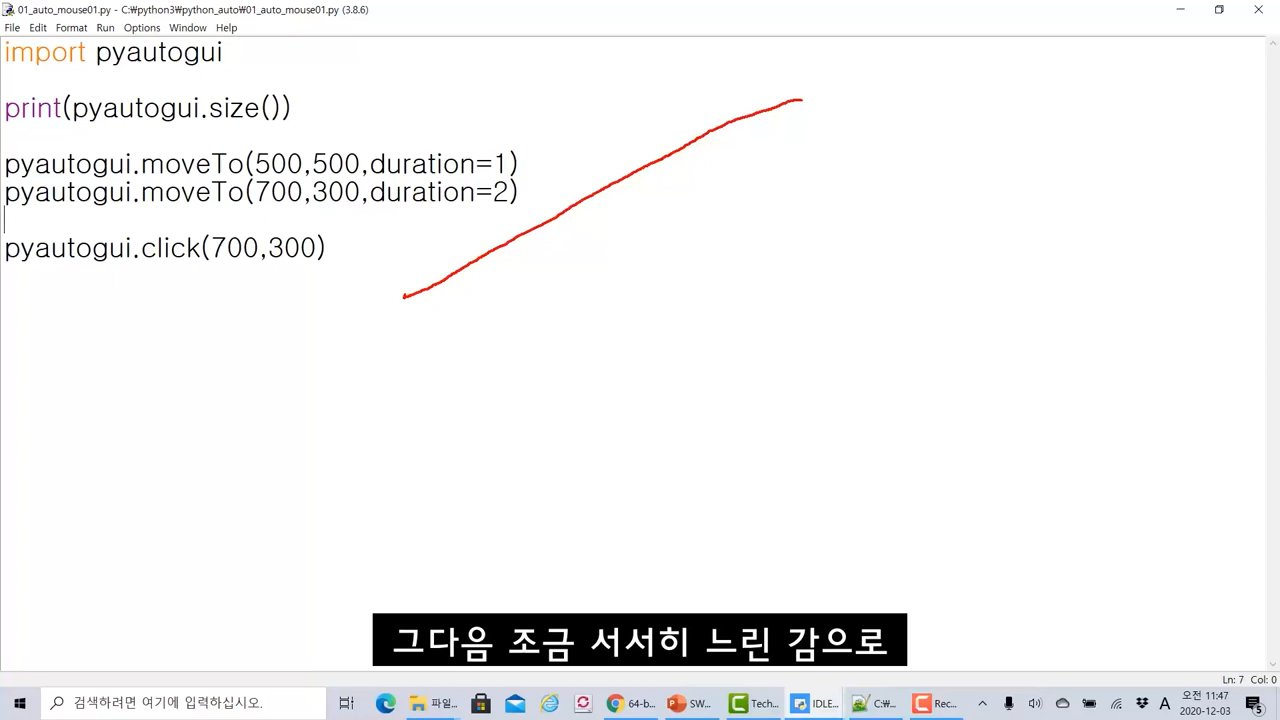 01_auto_mouse01.py - C:\python3\python_auto\01_auto_mouse01.py (3.8.6)
File Edit Format Run Options Window Help
import pyautogui
print(pyautogui.size())
pyautogui.moveTo(500,500,duration=1)
pyautogui.moveTo(700,300,duration=2)
pyautogui.click(700,300)
그다음 조금 서서히 느린 감으로
Ln: 7 Col: 0
검색하려면 여기에 입력하십시오.
파일... 64-b... SW... Tech... IDLE... C:₩... Rec...
A
오전 11:47
2020-12-03
5